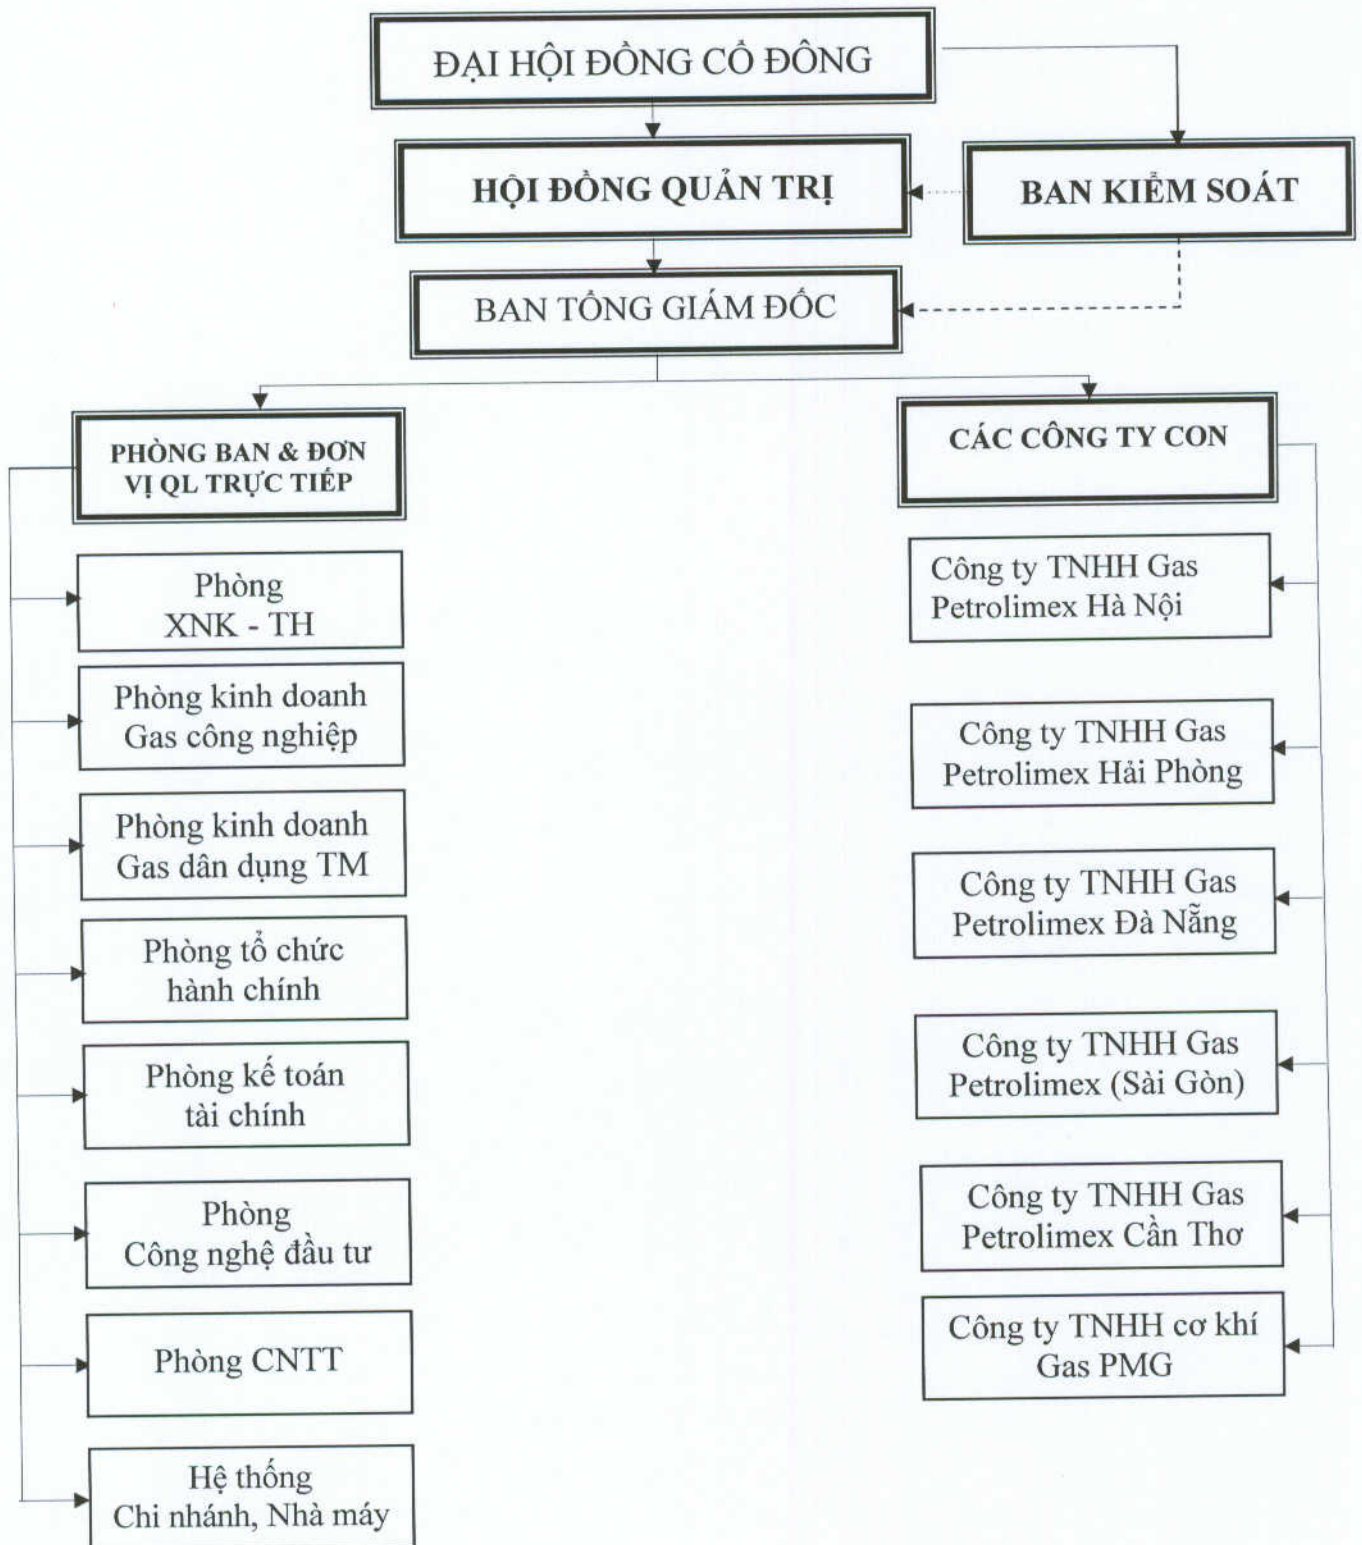 ĐẠI HỘI ĐỒNG CỔ ĐÔNG
HỘI ĐỒNG QUẢN TRỊ
BAN KIỂM SOÁT
BAN TỔNG GIÁM ĐỐC
PHÒNG BAN & ĐƠN
VỊ QL TRỰC TIẾP
Phòng
XNK - TH
Phòng kinh doanh
Gas công nghiệp
Phòng kinh doanh
Gas dân dụng TM
Phòng tổ chức
hành chính
Phòng kế toán
tài chính
Phòng
Công nghệ đầu tư
Phòng CNTT
Hệ thống
Chi nhánh, Nhà máy
CÁC CÔNG TY CON
Công ty TNHH Gas
Petrolimex Hà Nội
Công ty TNHH Gas
Petrolimex Hải Phòng
Công ty TNHH Gas
Petrolimex Đà Nẵng
Công ty TNHH Gas
Petrolimex (Sài Gòn)
Công ty TNHH Gas
Petrolimex Cần Thơ
Công ty TNHH cơ khí
Gas PMG